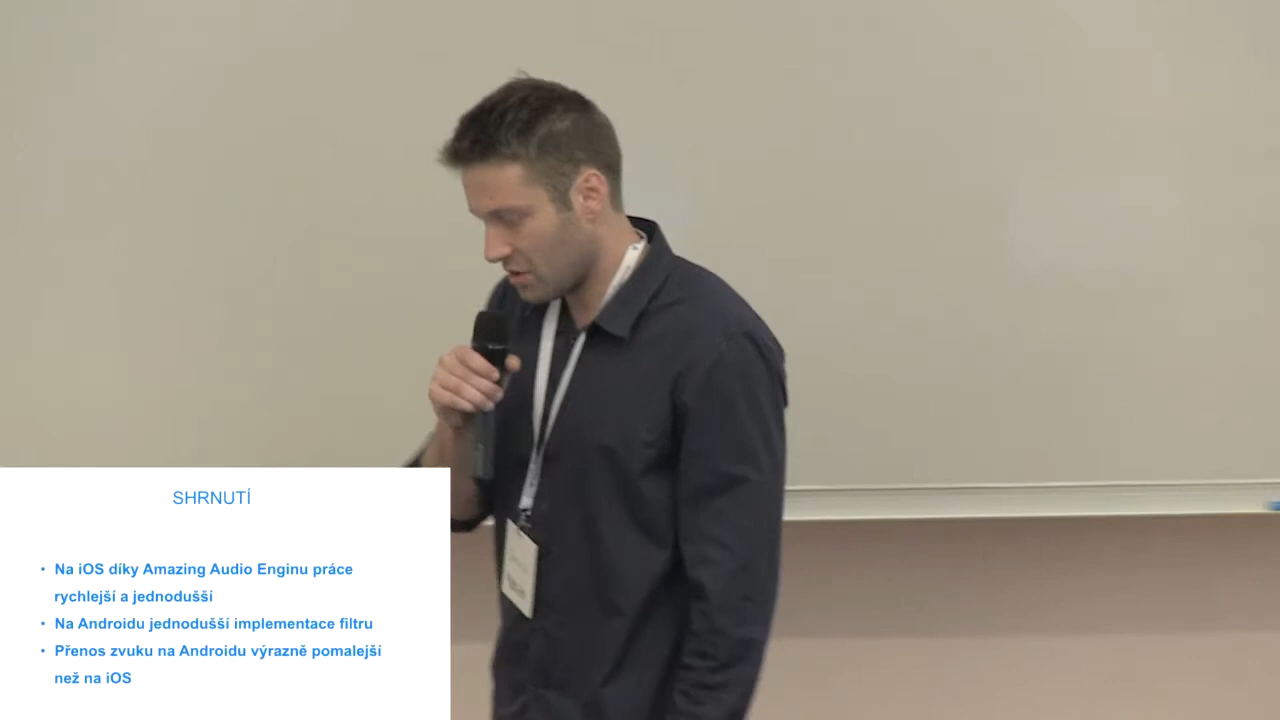 SHRNUTÍ
• Na iOS díky Amazing Audio Enginu práce
rychlejší a jednodušší
• Na Androidu jednodušší implementace filtru
• Přenos zvuku na Androidu výrazně pomalejší
než na iOS